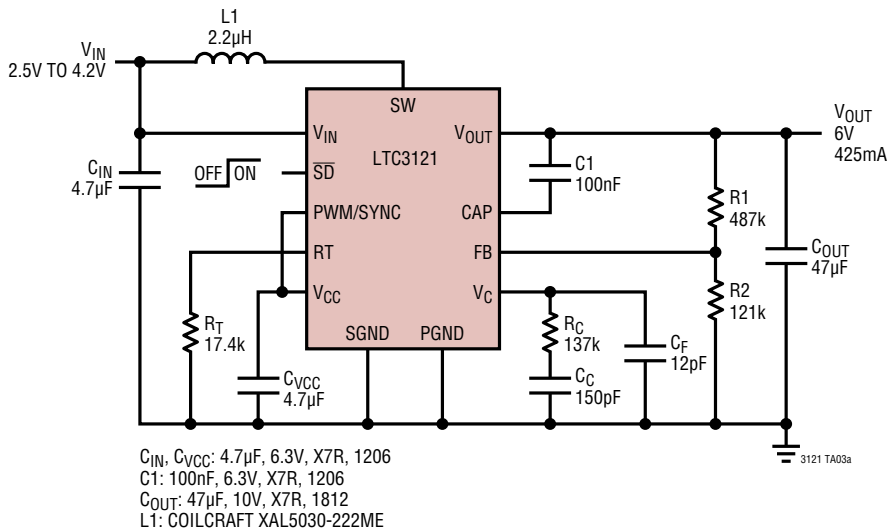 L1
2.2µH
VIN
2.5V TO 4.2V
SW
VIN
VOUT
LTC3121
VOUT
6V
425mA
CIN
4.7µF
OFF ON
SD
C1
100nF
R1
487k
PWM/SYNC
CAP
RT
FB
COUT
47µF
VCC
VC
R2
121k
RT
17.4k
SGND
PGND
RC
137k
CF
12pF
CVCC
4.7µF
CC
150pF
3121 TA03a
CIN, CVCC: 4.7µF, 6.3V, X7R, 1206
C1: 100nF, 6.3V, X7R, 1206
COUT: 47µF, 10V, X7R, 1812
L1: COILCRAFT XAL5030-222ME